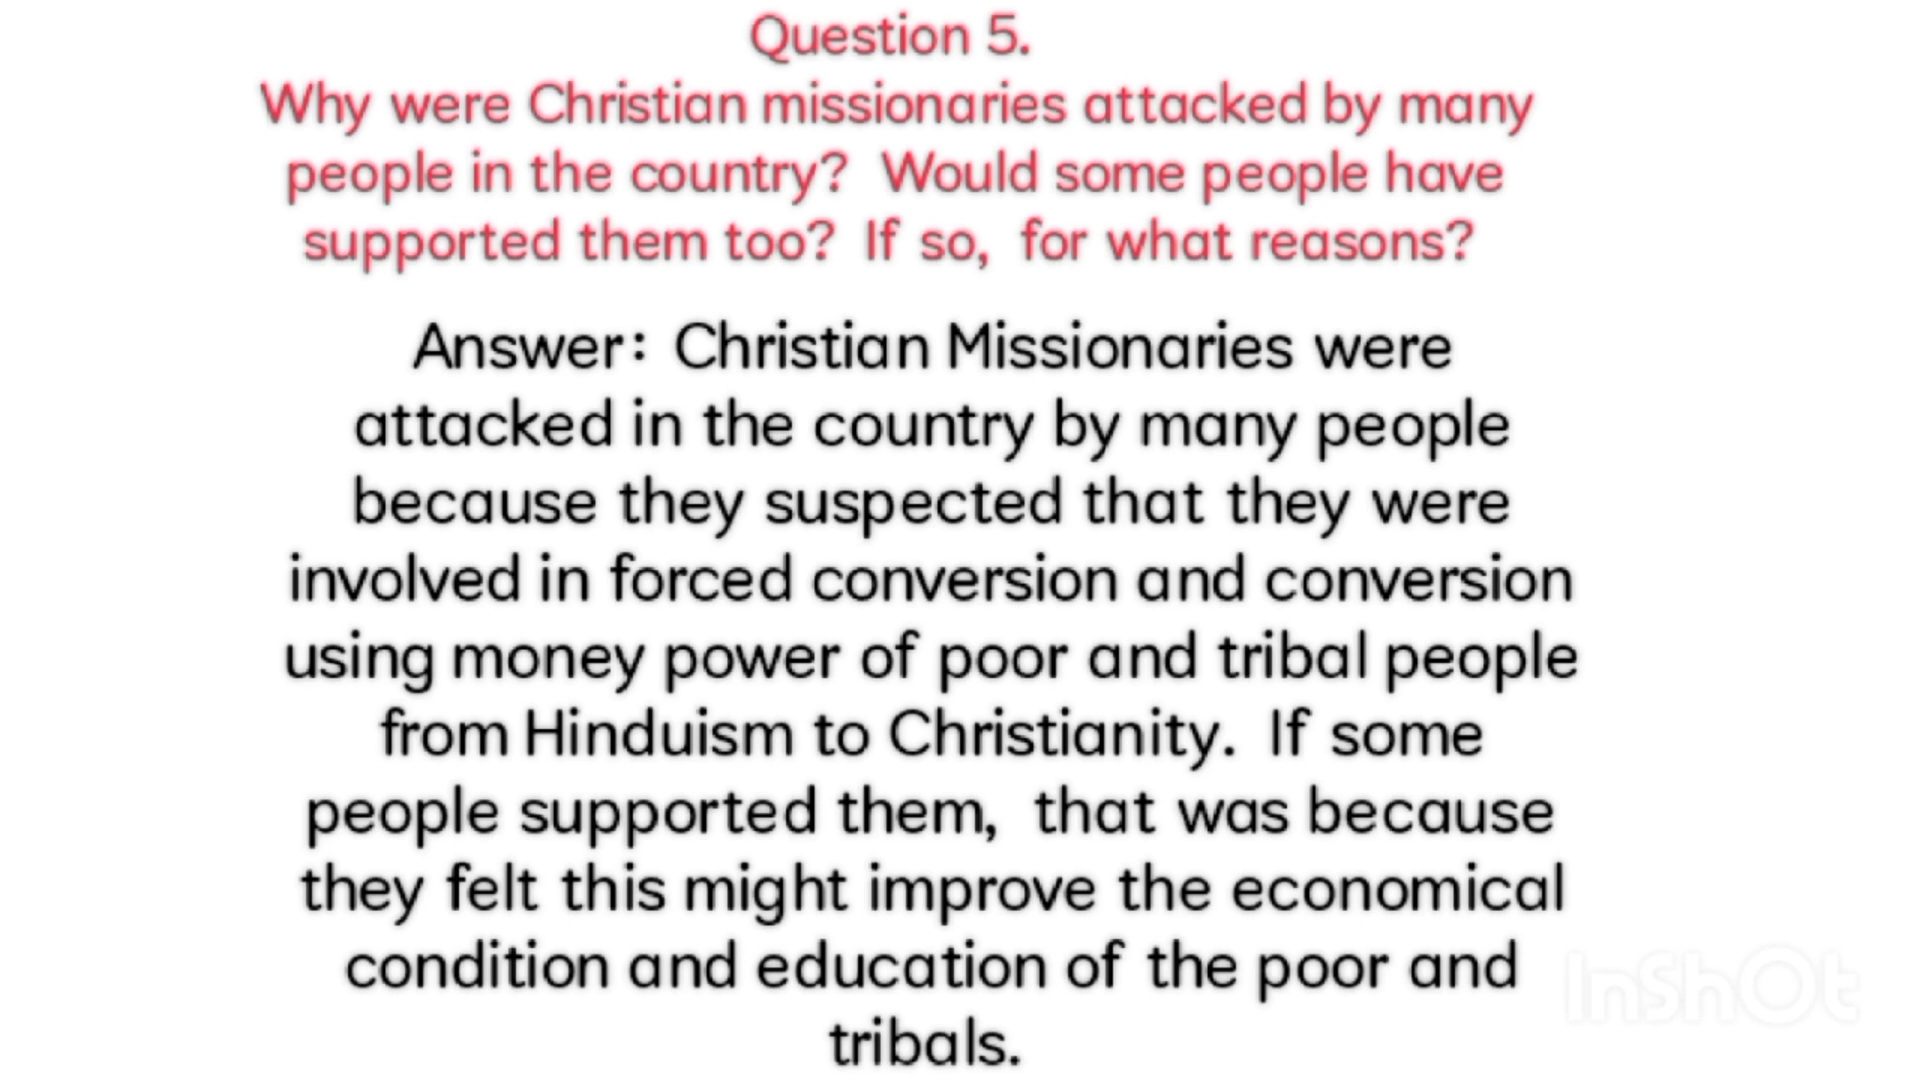 Question 5.
Why were Christian missionaries attacked by many
people in the country? Would some people have
supported them too? If so, for what reasons?
Answer: Christian Missionaries were
attacked in the country by many people
because they suspected that they were
involved in forced conversion and conversion
using money power of poor and tribal people
from Hinduism to Christianity. If some
people supported them, that was because
they felt this might improve the economical
condition and education of the poor and
tribals.
InShOt